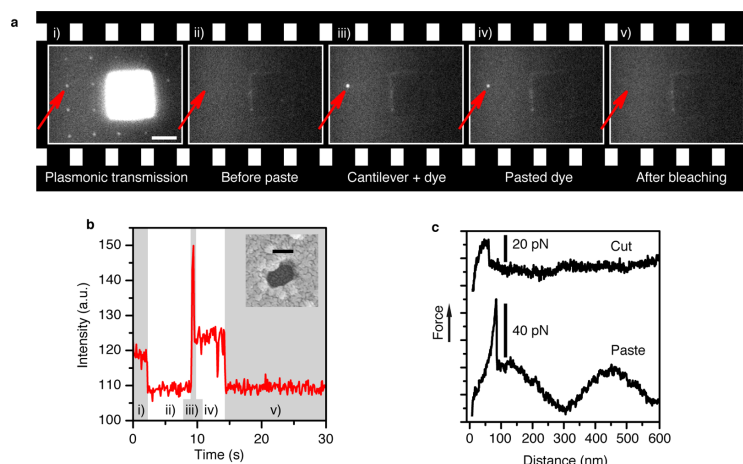 a
i) ii) iii) iv) v)
Plasmonic transmission Before paste Cantilever + dye Pasted dye After bleaching
b
Intensity (a.u.)
150
140
130
120
110
100
i) ii) iii) iv) v)
0 10 20 30
Time (s)
c
Force
20 pN
Cut
40 pN
Paste
0 100 200 300 400 500 600
Distance (nm)